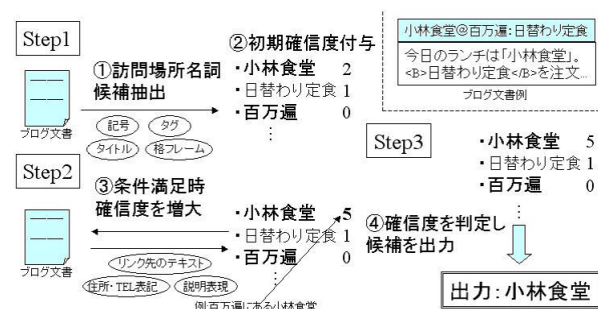 Step1
①訪問場所名詞
候補抽出
ブログ文書
記号
タグ
タイトル
格フレーム
②初期確信度付与
・小林食堂 2
・日替わり定食 1
・百万遍 0
⋮
小林食堂@百万遍:日替わり定食
今日のランチは「小林食堂」。
<B>日替わり定食</B>を注文...
ブログ文書例
Step2
③条件満足時
確信度を増大
ブログ文書
リンク先のテキスト
住所・TEL表記
説明表現
・小林食堂 5
・日替わり定食 1
・百万遍 0
⋮
例:百万遍にある小林食堂
Step3
・小林食堂 5
・日替わり定食 1
・百万遍 0
⋮
④確信度を判定し
候補を出力
出力:小林食堂